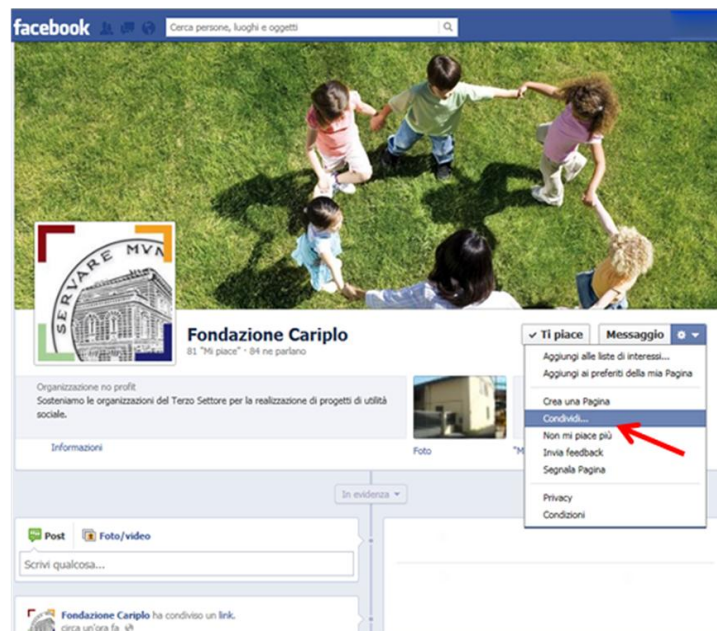 facebook
Cerca persone, luoghi e oggetti
SERVARE MVN
Fondazione Cariplo
81 "Mi piace" · 84 ne parlano
✓ Ti piace
Messaggio
Aggiungi alle liste di interessi...
Aggiungi ai preferiti della mia Pagina
Crea una Pagina
Condividi...
Non mi piace più
Invia feedback
Segnala Pagina
Privacy
Condizioni
Organizzazione no profit
Sosteniamo le organizzazioni del Terzo Settore per la realizzazione di progetti di utilità
sociale.
Informazioni
Foto
"M
In evidenza
Post
Foto/video
Scrivi qualcosa...
Fondazione Cariplo ha condiviso un link.
circa un'ora fa